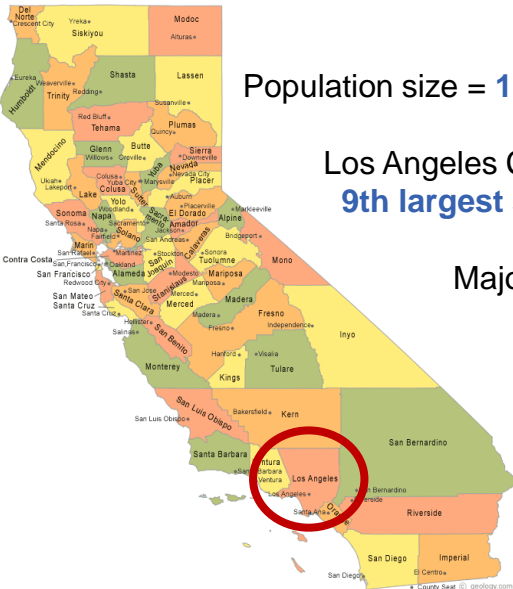 Population size = 1
Los Angeles C
9th largest
Majo
Del
Norte
Crescent City
Yreka
Siskiyou
Modoc
Alturas
Eureka
Humboldt
Weaverville
Trinity
Redding
Shasta
Lassen
Susanville
Red Bluff
Tehama
Plumas
Quincy
Mendocino
Glenn
Willows
Butte
Oroville
Sierra
Downieville
Ukiah
Lakeport
Lake
Colusa
Colusa
Yuba City
Sutter
Yuba
Marysville
Nevada
Nevada City
Placer
Auburn
Yolo
Woodland
Placerville
El Dorado
Markleeville
Alpine
Sonoma
Santa Rosa
Napa
Napa
Fairfield
Solano
Sacramento
Sacra
mento
Amador
Jackson
San Andreas
Calaveras
Bridgeport
Marin
San Rafael
Contra Costa
Martinez
Stockton
San
Joaquin
Sonora
Tuolumne
Mono
San Francisco
San Francisco
Oakland
Alameda
Redwood City
San Mateo
Santa Cruz
Santa Cruz
San Jose
Santa Clara
Modesto
Stanislaus
Mariposa
Mariposa
Merced
Merced
Madera
Madera
Hollister
San Benito
Salinas
Monterey
Fresno
Fresno
Independence
Inyo
Hanford
Visalia
Kings
Tulare
San Luis Obispo
San Luis Obispo
Bakersfield
Kern
San Bernardino
Santa Barbara
Santa Barbara
Ventura
Los Angeles
Los Angeles
Santa Ana
Riverside
San Diego
San Diego
Imperial
El Centro
County Seat © geology.com